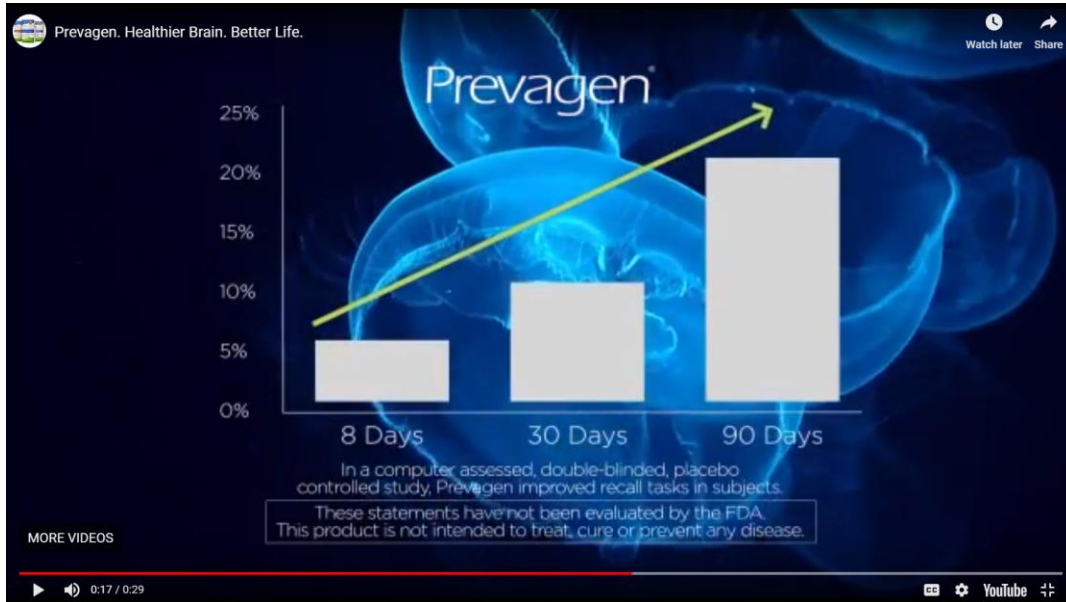 Prevagen. Healthier Brain. Better Life.
Watch later
Share
Prevagen®
25%
20%
15%
10%
5%
0%
8 Days
30 Days
90 Days
In a computer assessed, double-blinded, placebo
controlled study, Prevagen improved recall tasks in subjects.
These statements have not been evaluated by the FDA.
This product is not intended to treat, cure or prevent any disease.
MORE VIDEOS
0:17 / 0:29
CC
YouTube